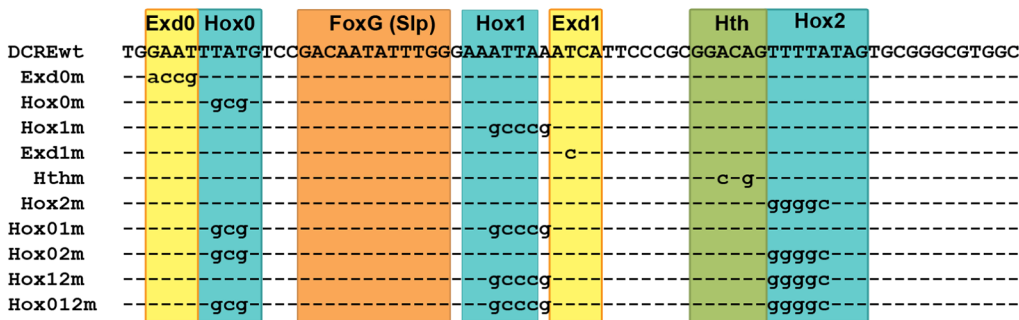 Exd0 Hox0 FoxG (Slp) Hox1 Exd1 Hth Hox2
DCREwt TGGAATTTATGTCCGACAATATTTGGGAAATTAAATCATTCCCGCGGACAGTTTTATAGTGCGGGCGTGGC
Exd0m --accg-----------------------------------------------------------------
Hox0m -------gcg-------------------------------------------------------------
Hox1m -----------------------------gcccg-------------------------------------
Exd1m -----------------------------------c-----------------------------------
Hthm -----------------------------------------------c-g---------------------
Hox2m ---------------------------------------------------ggggc---------------
Hox01m -------gcg-------------------gcccg-------------------------------------
Hox02m -------gcg-----------------------------------------ggggc---------------
Hox12m -----------------------------gcccg-----------------ggggc---------------
Hox012m -------gcg-------------------gcccg-----------------ggggc---------------